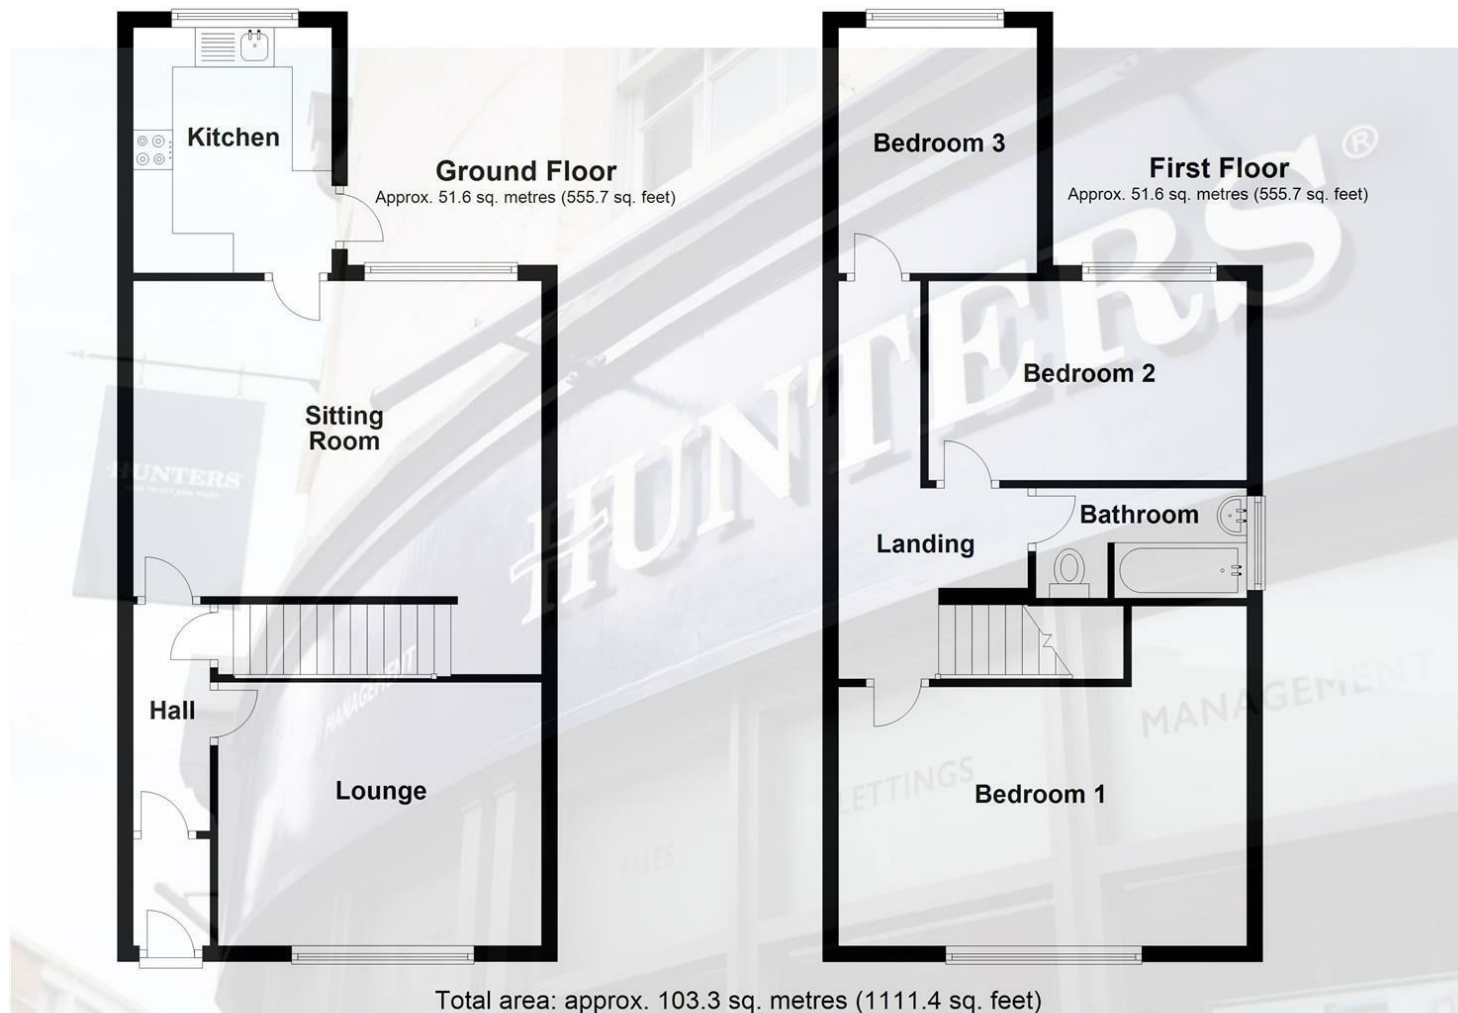 Kitchen
Ground Floor
Approx. 51.6 sq. metres (555.7 sq. feet)
Sitting
Room
Hall
Lounge
Bedroom 3
First Floor
Approx. 51.6 sq. metres (555.7 sq. feet)
Bedroom 2
Bathroom
Landing
Bedroom 1
Total area: approx. 103.3 sq. metres (1111.4 sq. feet)
HUNTERS®
HUNTERS
MANAGEMENT
SALES
LETTINGS
MANAGEMENT